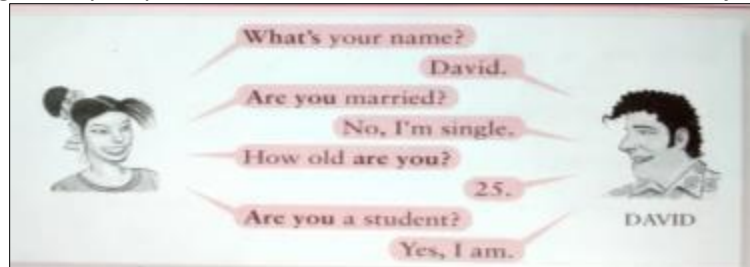 What's your name?
David.
Are you married?
No, I'm single.
How old are you?
25.
Are you a student?
DAVID
Yes, I am.